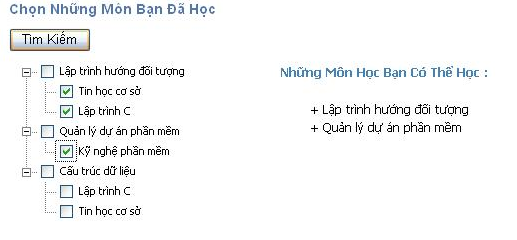 Chọn Những Môn Bạn Đã Học
Tìm Kiếm
Lập trình hướng đối tượng
Tin học cơ sở
Lập trình C
Quản lý dự án phần mềm
Kỹ nghệ phần mềm
Cấu trúc dữ liệu
Lập trình C
Tin học cơ sở
Những Môn Học Bạn Có Thể Học :
+ Lập trình hướng đối tượng
+ Quản lý dự án phần mềm